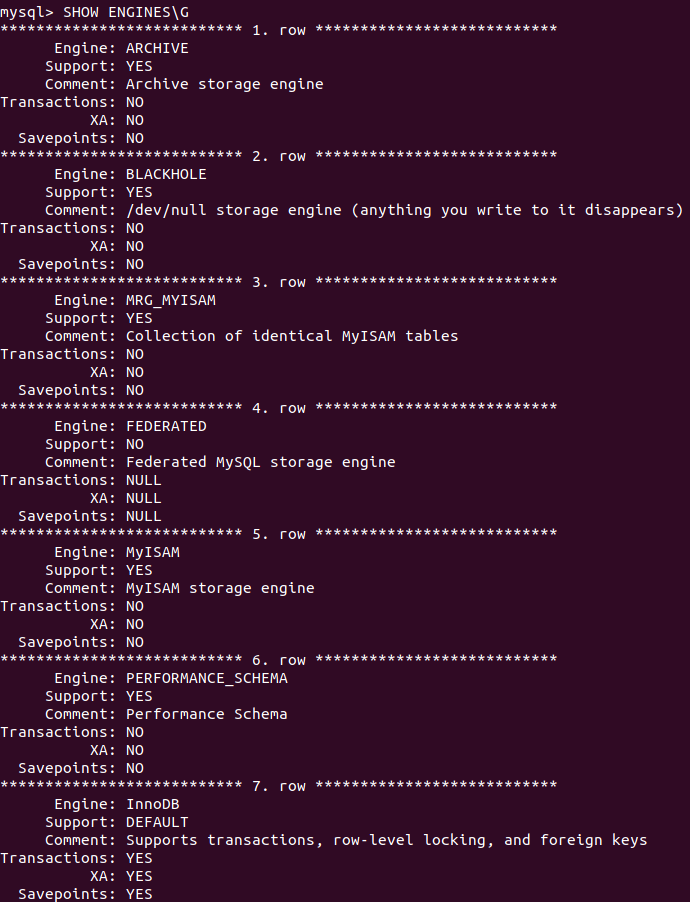 mysql> SHOW ENGINES\G
*************************** 1. row ***************************
      Engine: ARCHIVE
     Support: YES
     Comment: Archive storage engine
Transactions: NO
          XA: NO
  Savepoints: NO
*************************** 2. row ***************************
      Engine: BLACKHOLE
     Support: YES
     Comment: /dev/null storage engine (anything you write to it disappears)
Transactions: NO
          XA: NO
  Savepoints: NO
*************************** 3. row ***************************
      Engine: MRG_MYISAM
     Support: YES
     Comment: Collection of identical MyISAM tables
Transactions: NO
          XA: NO
  Savepoints: NO
*************************** 4. row ***************************
      Engine: FEDERATED
     Support: NO
     Comment: Federated MySQL storage engine
Transactions: NULL
          XA: NULL
  Savepoints: NULL
*************************** 5. row ***************************
      Engine: MyISAM
     Support: YES
     Comment: MyISAM storage engine
Transactions: NO
          XA: NO
  Savepoints: NO
*************************** 6. row ***************************
      Engine: PERFORMANCE_SCHEMA
     Support: YES
     Comment: Performance Schema
Transactions: NO
          XA: NO
  Savepoints: NO
*************************** 7. row ***************************
      Engine: InnoDB
     Support: DEFAULT
     Comment: Supports transactions, row-level locking, and foreign keys
Transactions: YES
          XA: YES
  Savepoints: YES